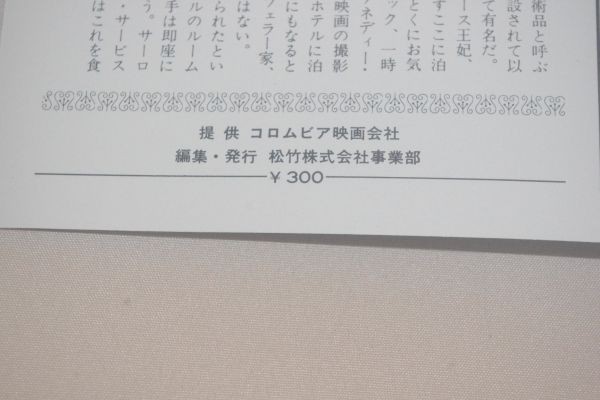 術品と呼ぶ
設されて以
て有名だ。
ース王妃、
すここに泊
とくにお気
ック、一時
ネディー・
映画の撮影
ホテルに泊
にもなると
フェラー家、
はない。
られたとい
ルのルーム
う。サーロ
手は即座に
・サービス
はこれを食
提供 コロムビア映画会社
編集・発行 松竹株式会社事業部
¥300